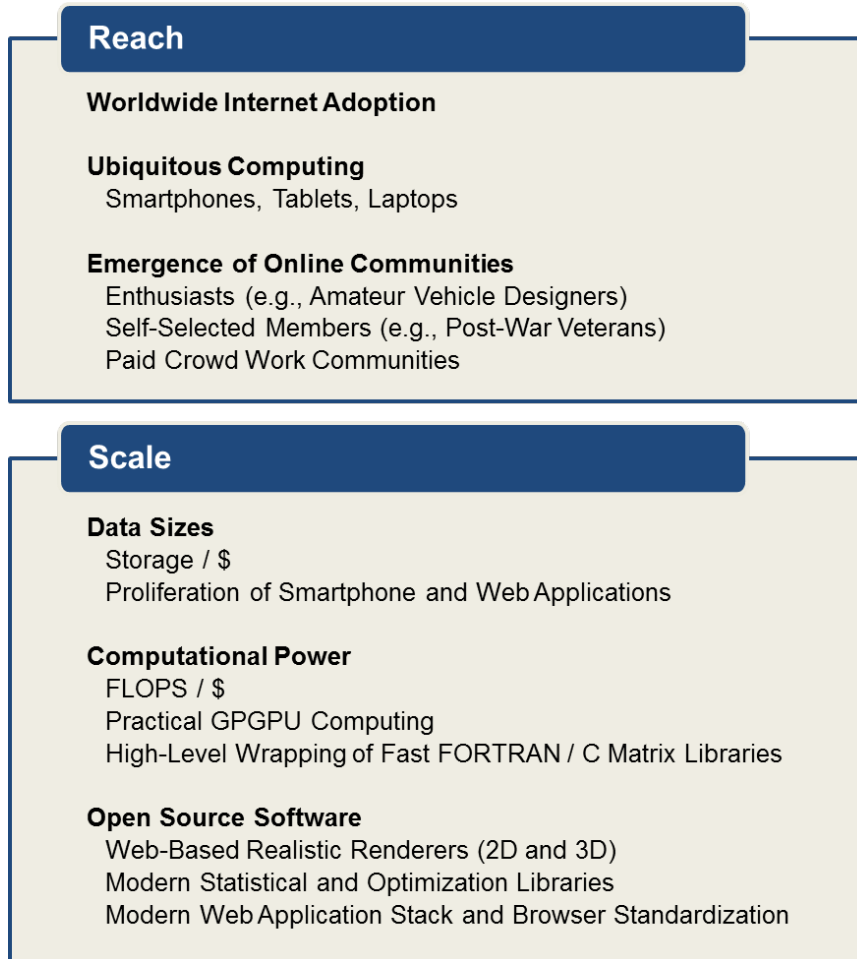 Reach
Worldwide Internet Adoption
Ubiquitous Computing
Smartphones, Tablets, Laptops
Emergence of Online Communities
Enthusiasts (e.g., Amateur Vehicle Designers)
Self-Selected Members (e.g., Post-War Veterans)
Paid Crowd Work Communities
Scale
Data Sizes
Storage / $
Proliferation of Smartphone and Web Applications
Computational Power
FLOPS / $
Practical GPGPU Computing
High-Level Wrapping of Fast FORTRAN / C Matrix Libraries
Open Source Software
Web-Based Realistic Renderers (2D and 3D)
Modern Statistical and Optimization Libraries
Modern Web Application Stack and Browser Standardization